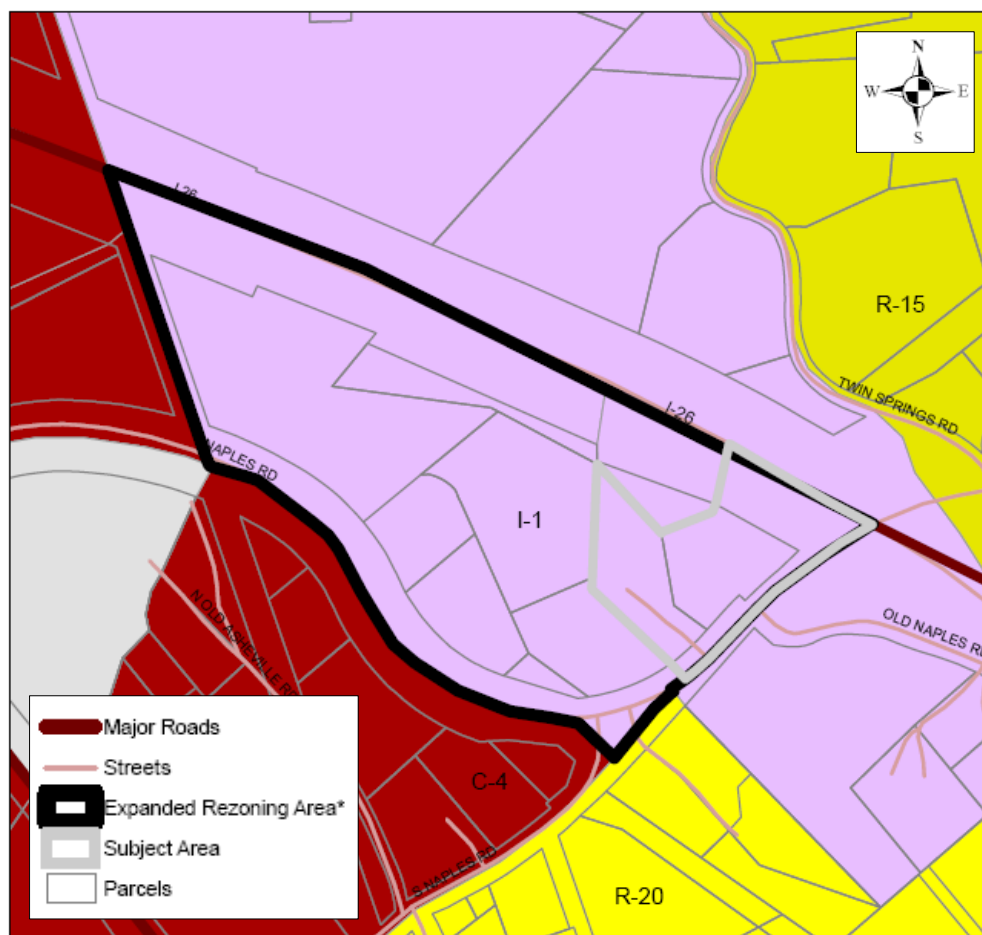 N
W E
S
I-26
R-15
TWIN SPRINGS RD
I-26
NAPLES RD
I-1
OLD NAPLES RD
N OLD ASHEVILLE RD
C-4
S NAPLES RD
R-20
Major Roads
Streets
Expanded Rezoning Area*
Subject Area
Parcels